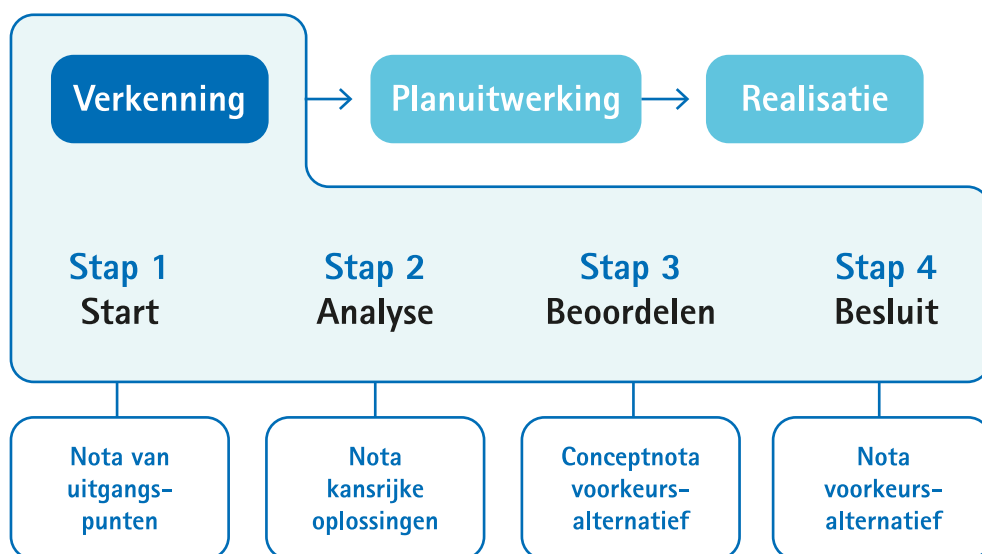 Verkenning
Planuitwerking
Realisatie
Stap 1
Start
Stap 2
Analyse
Stap 3
Beoordelen
Stap 4
Besluit
Nota van
uitgangs-
punten
Nota
kansrijke
oplossingen
Conceptnota
voorkeurs-
alternatief
Nota
voorkeurs-
alternatief